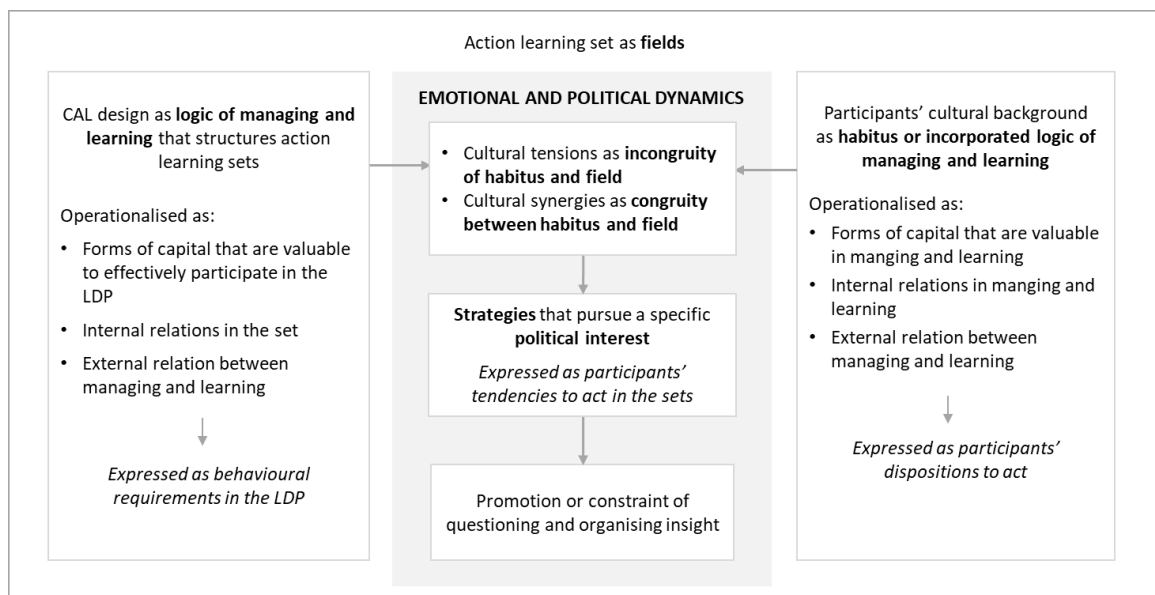 Action learning set as fields
CAL design as logic of managing and
learning that structures action
learning sets
Operationalised as:
• Forms of capital that are valuable
to effectively participate in the
LDP
• Internal relations in the set
• External relation between
managing and learning
Expressed as behavioural
requirements in the LDP
EMOTIONAL AND POLITICAL DYNAMICS
• Cultural tensions as incongruity
of habitus and field
• Cultural synergies as congruity
between habitus and field
Strategies that pursue a specific
political interest
Expressed as participants’
tendencies to act in the sets
Promotion or constraint of
questioning and organising insight
Participants’ cultural background
as habitus or incorporated logic of
managing and learning
Operationalised as:
• Forms of capital that are valuable
in manging and learning
• Internal relations in manging and
learning
• External relation between
managing and learning
Expressed as participants’
dispositions to act